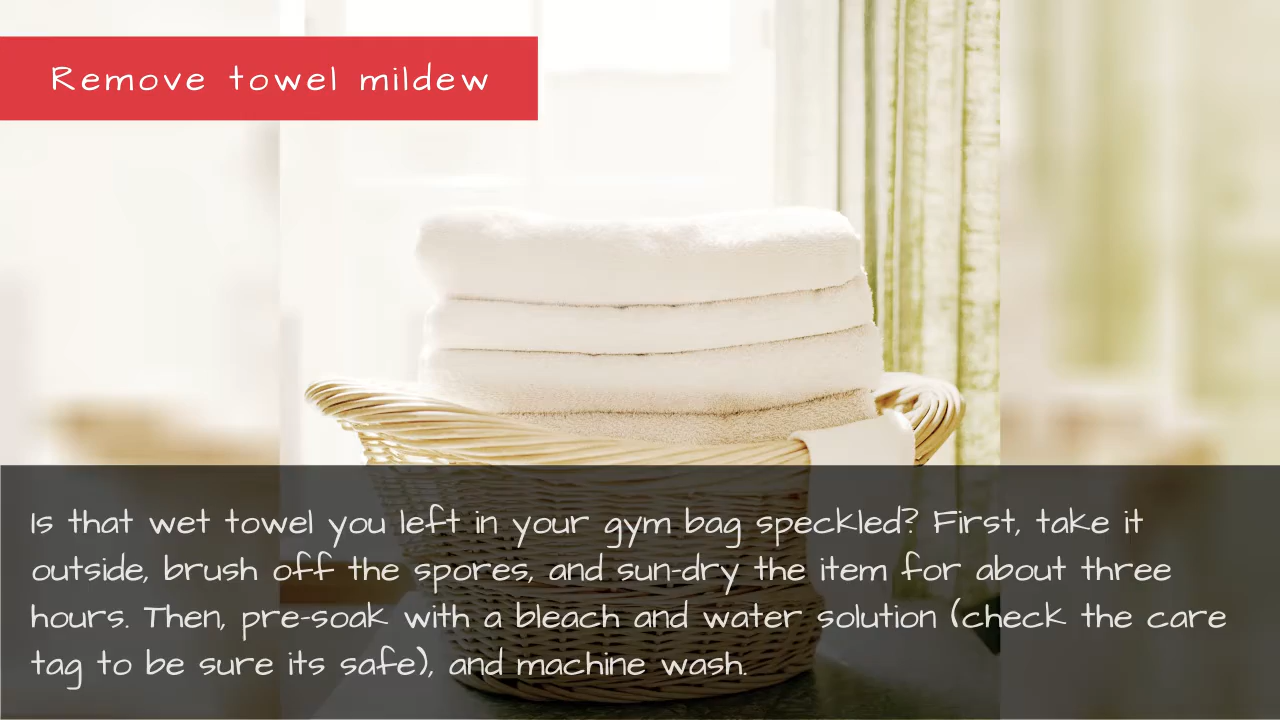 Remove towel mildew
Is that wet towel you left in your gym bag speckled? First, take it
outside, brush off the spores, and sun-dry the item for about three
hours. Then, pre-soak with a bleach and water solution (check the care
tag to be sure its safe), and machine wash.